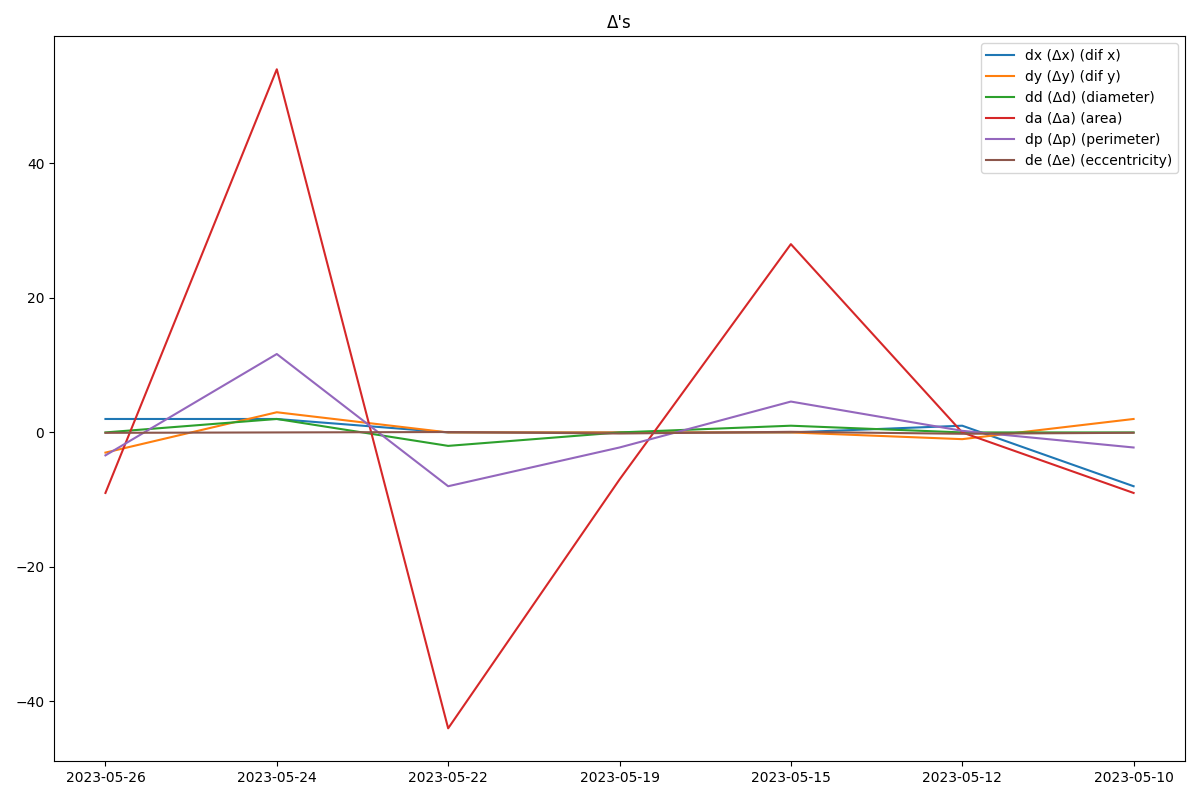 Δ's
dx (Δx) (dif x)
dy (Δy) (dif y)
dd (Δd) (diameter)
da (Δa) (area)
dp (Δp) (perimeter)
de (Δe) (eccentricity)
40
20
0
−20
−40
2023-05-26 2023-05-24 2023-05-22 2023-05-19 2023-05-15 2023-05-12 2023-05-10